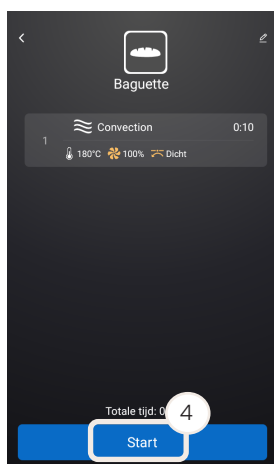 Baguette
1
Convection 0:10
180°C 100% Dicht
Totale tijd: 0
4
Start